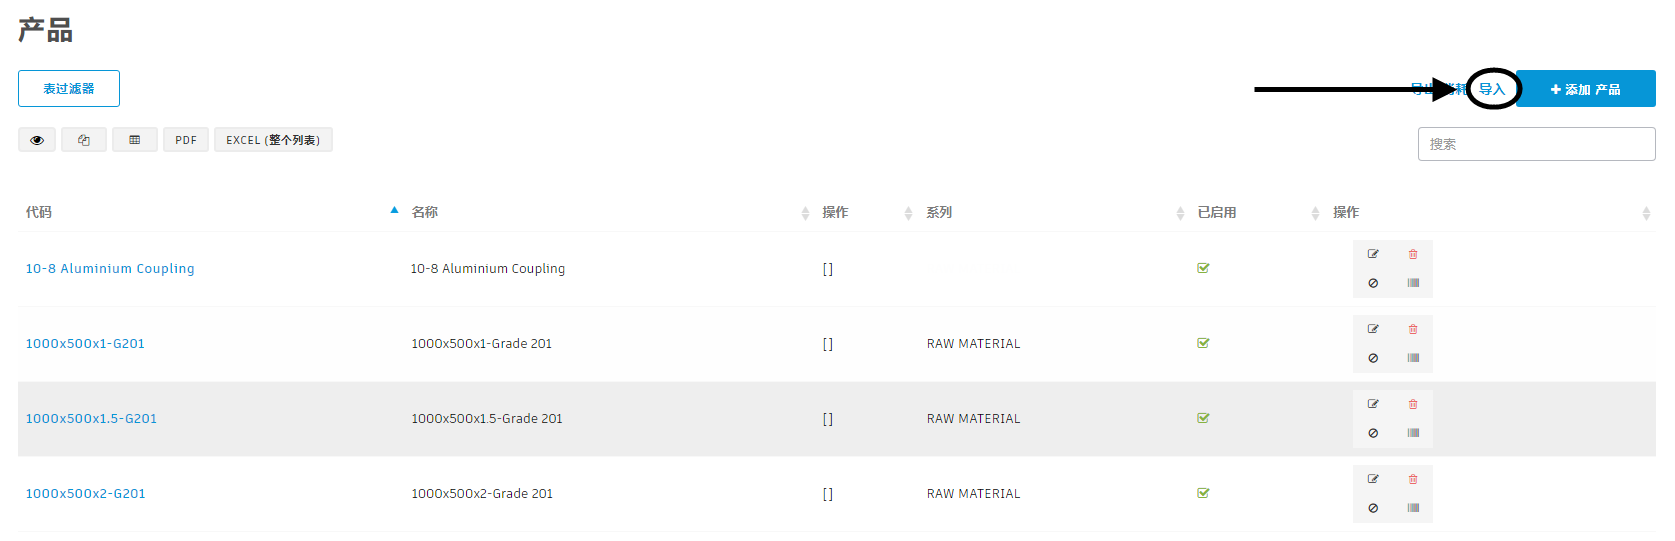 产品
表过滤器
导入
添加 产品
PDF
EXCEL (整个列表)
搜索
代码 名称 操作 系列 已启用 操作
10-8 Aluminium Coupling 10-8 Aluminium Coupling []
1000x500x1-G201 1000x500x1-Grade 201 [] RAW MATERIAL
1000x500x1.5-G201 1000x500x1.5-Grade 201 [] RAW MATERIAL
1000x500x2-G201 1000x500x2-Grade 201 [] RAW MATERIAL